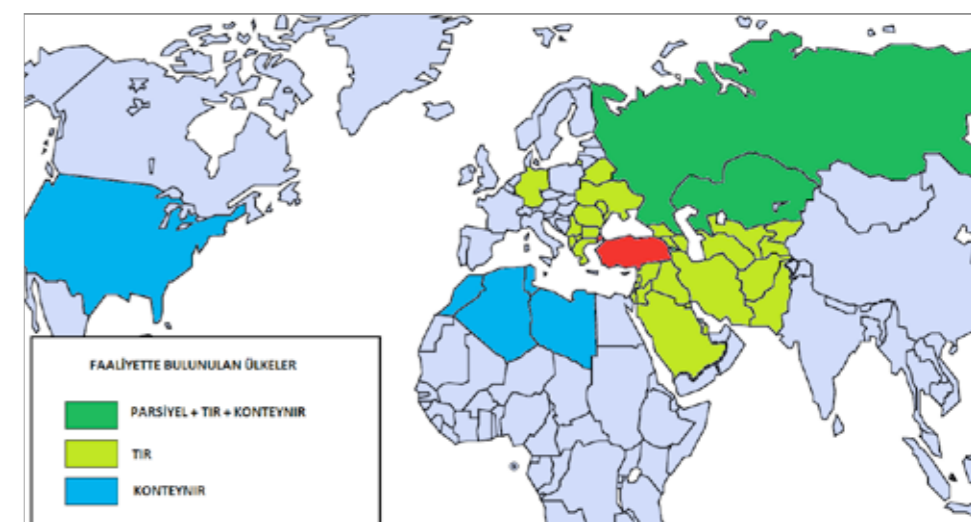 FAALİYETTE BULUNULAN ÜLKELER
PARSİYEL + TIR + KONTEYNIR
TIR
KONTEYNIR